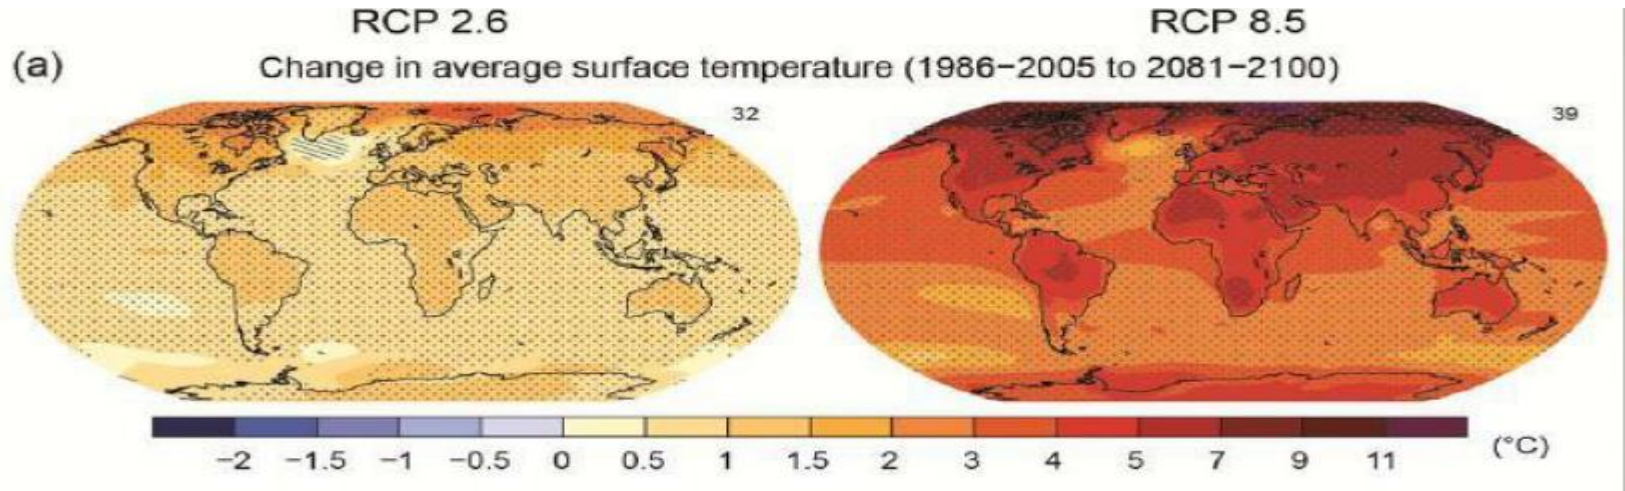 RCP 2.6 RCP 8.5
(a) Change in average surface temperature (1986−2005 to 2081−2100)
32 39
−2 −1.5 −1 −0.5 0 0.5 1 1.5 2 3 4 5 7 9 11 (°C)